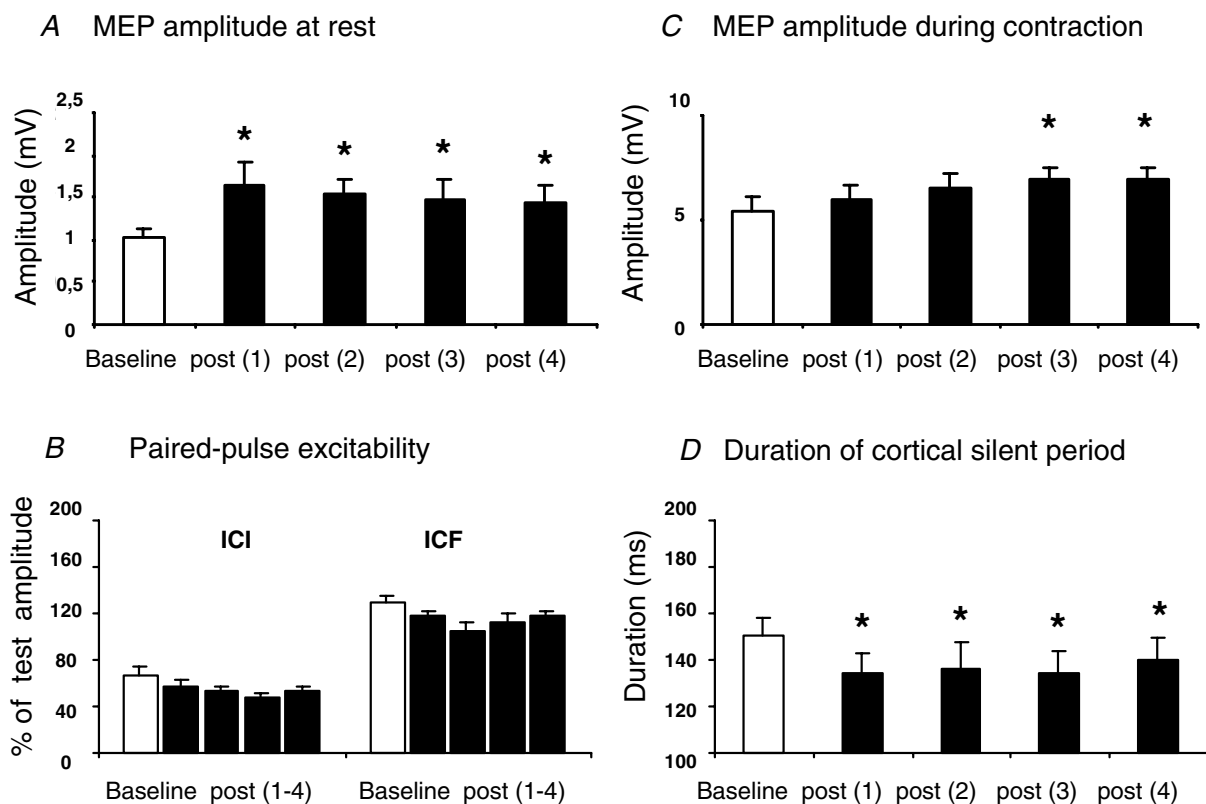 A MEP amplitude at rest
Amplitude (mV)
2,5
2
1,5
1
0,5
0
* * * *
Baseline post (1) post (2) post (3) post (4)
C MEP amplitude during contraction
Amplitude (mV)
10
5
0
* *
Baseline post (1) post (2) post (3) post (4)
B Paired-pulse excitability
% of test amplitude
200
160
120
80
40
0
ICI ICF
Baseline post (1-4) Baseline post (1-4)
D Duration of cortical silent period
Duration (ms)
200
180
160
140
120
100
* * * *
Baseline post (1) post (2) post (3) post (4)